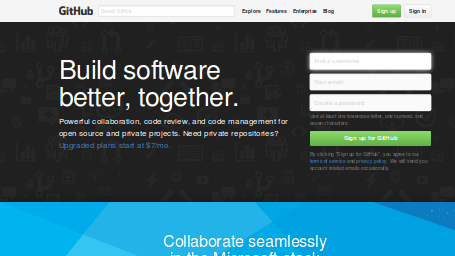 GitHub
Search GitHub
Explore Features Enterprise Blog
Sign up Sign in
Build software
better, together.
Powerful collaboration, code review, and code management for
open source and private projects. Need private repositories?
Upgraded plans start at $7/mo.
Pick a username
Your email
Create a password
Use at least one lowercase letter, one numeral, and
seven characters.
Sign up for GitHub
By clicking "Sign up for GitHub", you agree to our
terms of service and privacy policy. We will send you
account related emails occasionally.
Collaborate seamlessly
in the Microsoft stack